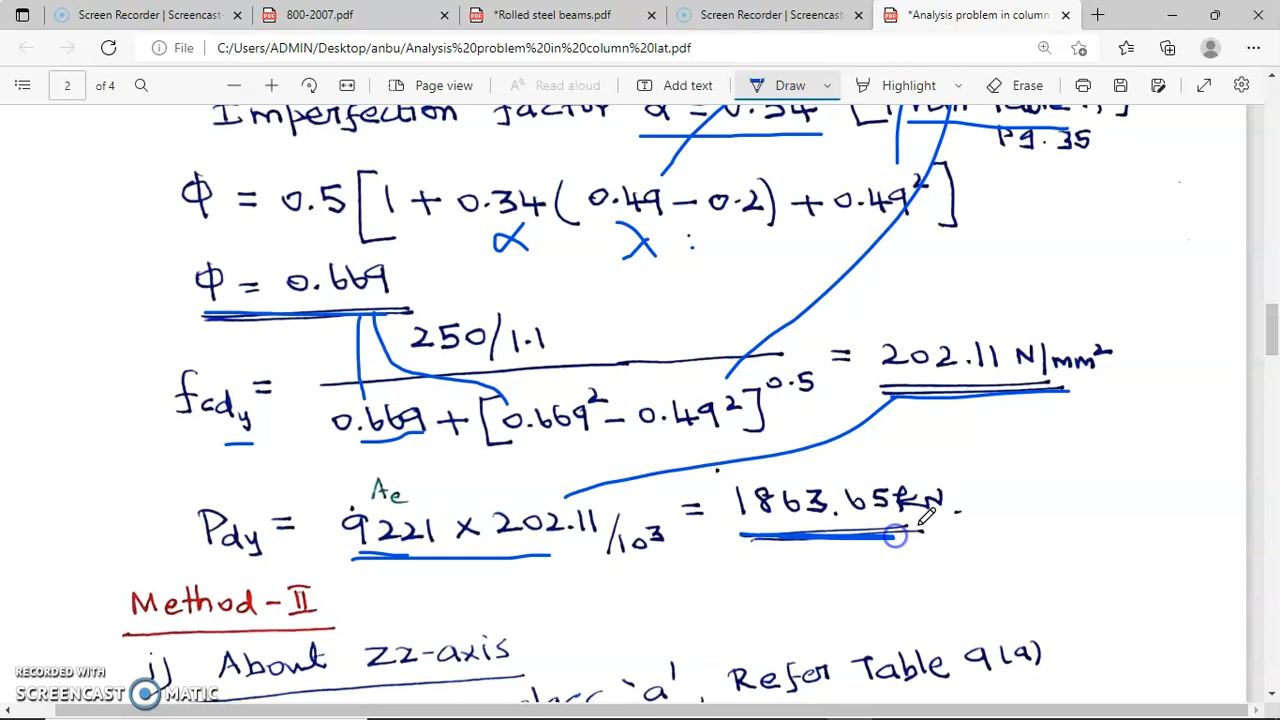 Screen Recorder | Screencast-
800-2007.pdf
*Rolled steel beams.pdf
Screen Recorder | Screencast-
*Analysis problem in column
File
C:/Users/ADMIN/Desktop/anbu/Analysis%20problem%20in%20column%20lat.pdf
2 of 4
Page view
Read aloud
Add text
Draw
Highlight
Erase
Imperfection factor α = 0.34
Pg. 35
Φ = 0.5 [1 + 0.34 ( 0.49 - 0.2) + 0.49²]
α λ
Φ = 0.669
250/1.1
fcdy = = 202.11 N/mm²
0.669 + [0.669² - 0.49²]^0.5
Ae
Pdy = 9221 x 202.11 /10³ = 1863.65kN.
Method-II
i) About zz-axis
class 'a', Refer Table 9(a)
RECORDED WITH
SCREENCAST MATIC